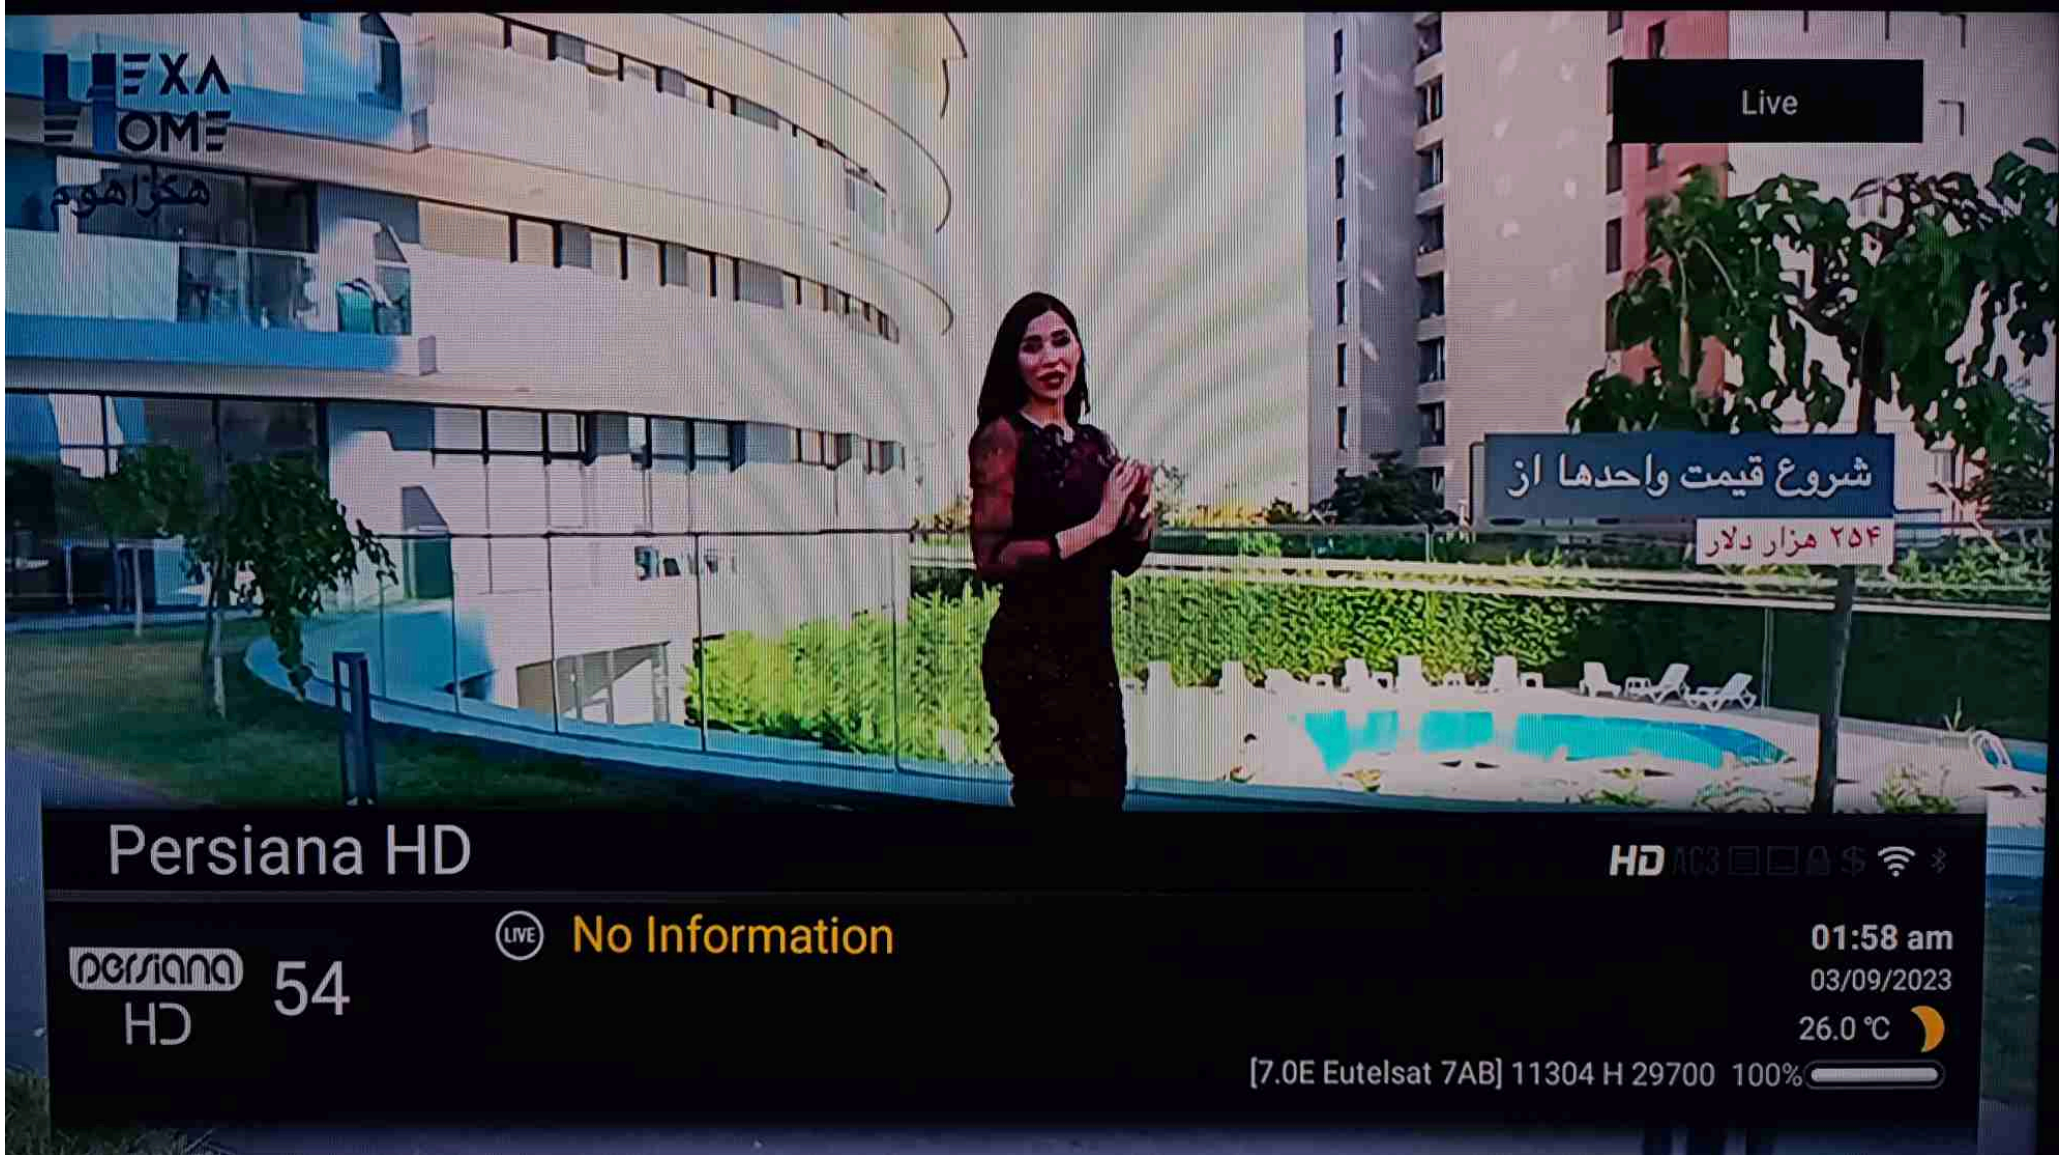 HEXA
HOME
هگزاهوم
Live
شروع قیمت واحدها از
۲۵۴ هزار دلار
Persiana HD
HD AC3 $
persiana
HD
54
LIVE No Information
01:58 am
03/09/2023
26.0 °C
[7.0E Eutelsat 7AB] 11304 H 29700 100%